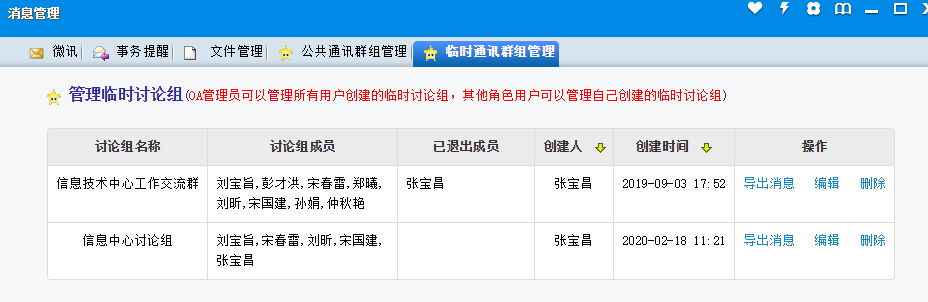 消息管理
微讯 事务提醒 文件管理 公共通讯群组管理 临时通讯群组管理
管理临时讨论组(OA管理员可以管理所有用户创建的临时讨论组，其他角色用户可以管理自己创建的临时讨论组)
讨论组名称 讨论组成员 已退出成员 创建人 创建时间 操作
信息技术中心工作交流群 刘宝旨,彭才洪,宋春雷,郑曦, 张宝昌 张宝昌 2019-09-03 17:52 导出消息 编辑 删除
刘昕,宋国建,孙娟,仲秋艳
信息中心讨论组 刘宝旨,宋春雷,刘昕,宋国建, 张宝昌 2020-02-18 11:21 导出消息 编辑 删除
张宝昌